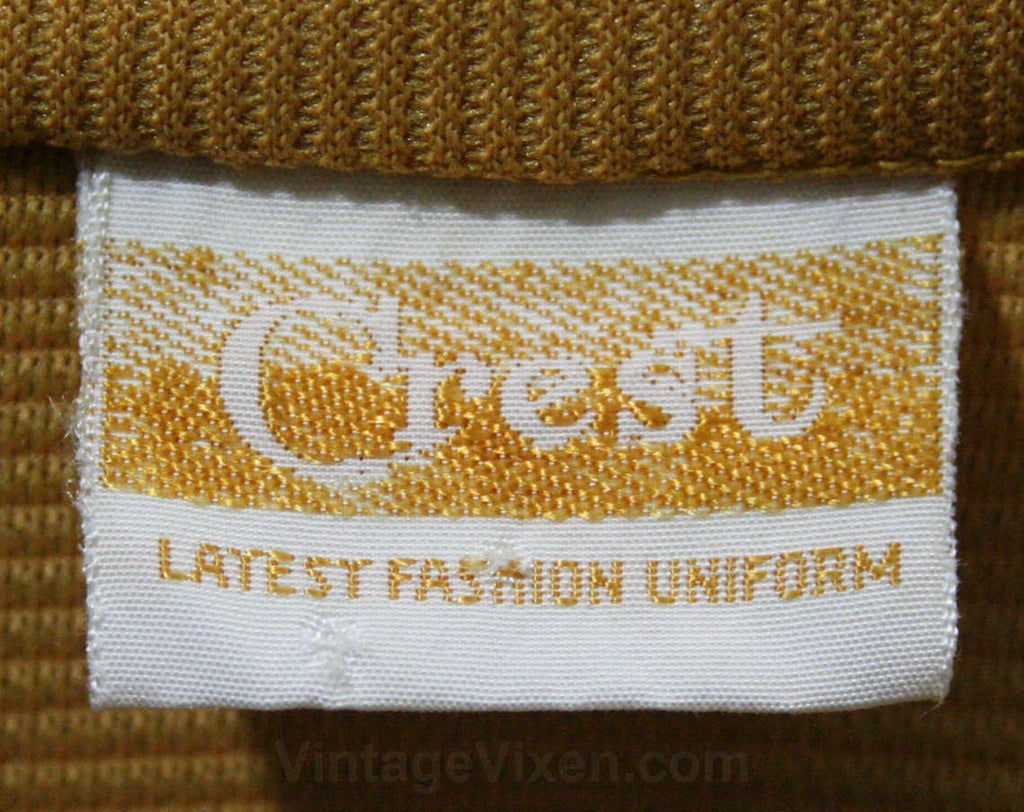 Crest
LATEST FASHION UNIFORM
VintageVixen.com